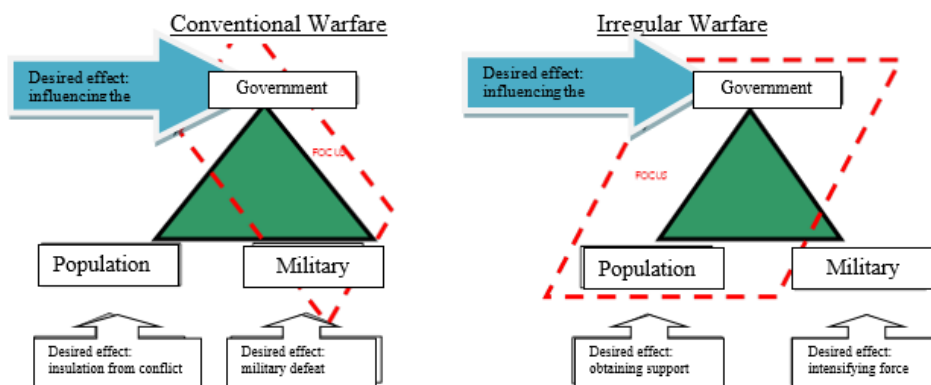 Conventional Warfare
Irregular Warfare
Desired effect:
influencing the
Government
FOCUS
Population
Military
Desired effect:
insulation from conflict
Desired effect:
military defeat
Desired effect:
influencing the
Government
FOCUS
Population
Military
Desired effect:
obtaining support
Desired effect:
intensifying force